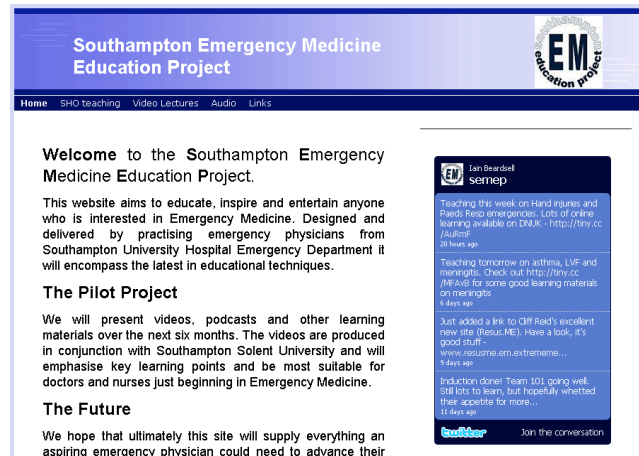 Southampton Emergency Medicine
Education Project
southampton
EM
education project
Home SHO teaching Video Lectures Audio Links
Welcome to the Southampton Emergency
Medicine Education Project.
This website aims to educate, inspire and entertain anyone
who is interested in Emergency Medicine. Designed and
delivered by practising emergency physicians from
Southampton University Hospital Emergency Department it
will encompass the latest in educational techniques.
The Pilot Project
We will present videos, podcasts and other learning
materials over the next six months. The videos are produced
in conjunction with Southampton Solent University and will
emphasise key learning points and be most suitable for
doctors and nurses just beginning in Emergency Medicine.
The Future
We hope that ultimately this site will supply everything an
aspiring emergency physician could need to advance their
EM
Iain Beardsell
semep
Teaching this week on Hand injuries and
Paeds Resp emergencies. Lots of online
learning available on DNUK - http://tiny.cc
/AuRmF
20 hours ago
Teaching tomorrow on asthma, LVF and
meningitis. Check out http://tiny.cc
/MFAvB for some good learning materials
on meningitis
6 days ago
Just added a link to Cliff Reid's excellent
new site (Resus.ME). Have a look, it's
good stuff -
www.resusme.em.extrememe...
9 days ago
Induction done! Team 101 going well.
Still lots to learn, but hopefully whetted
their appetite for more...
11 days ago
twitter Join the conversation